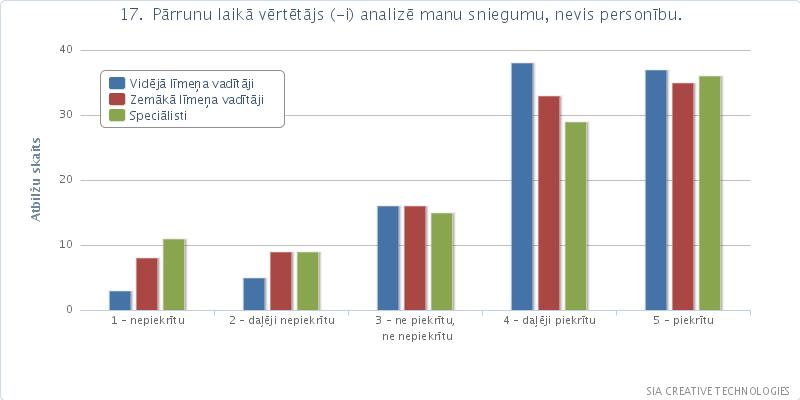 17. Pārrunu laikā vērtētājs (-i) analizē manu sniegumu, nevis personību.
Atbilžu skaits
40
30
20
10
0
Vidējā līmeņa vadītāji
Zemākā līmeņa vadītāji
Speciālisti
1 - nepiekrītu
2 - daļēji nepiekrītu
3 - ne piekrītu,
ne nepiekrītu
4 - daļēji piekrītu
5 - piekrītu
SIA CREATIVE TECHNOLOGIES